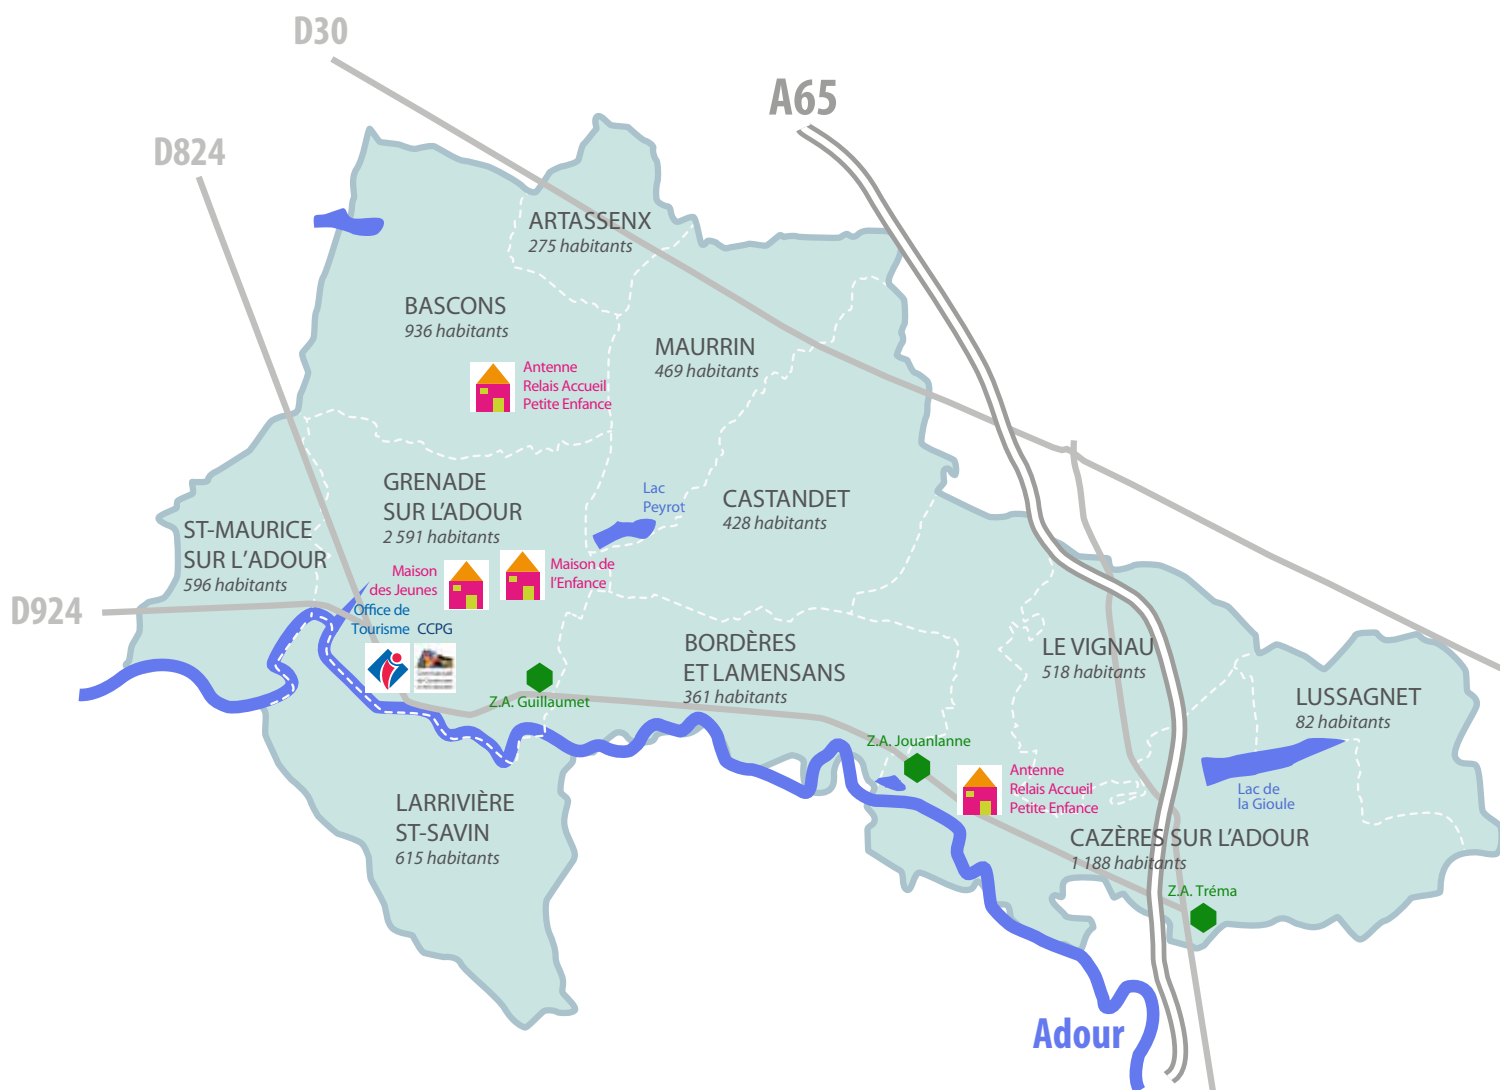 D30
A65
D824
ARTASSENX
275 habitants
BASCONS
936 habitants
MAURRIN
469 habitants
Antenne
Relais Accueil
Petite Enfance
GRENADE
SUR L'ADOUR
2 591 habitants
Lac
Peyrot
CASTANDET
428 habitants
ST-MAURICE
SUR L'ADOUR
596 habitants
Maison
des Jeunes
Maison de
l'Enfance
D924
Office de
Tourisme
CCPG
BORDÈRES
ET LAMENSANS
361 habitants
LE VIGNAU
518 habitants
LUSSAGNET
82 habitants
Z.A. Guillaumet
Z.A. Jouanlanne
Antenne
Relais Accueil
Petite Enfance
Lac de
la Gioule
LARRIVIÈRE
ST-SAVIN
615 habitants
CAZÈRES SUR L'ADOUR
1 188 habitants
Z.A. Tréma
Adour